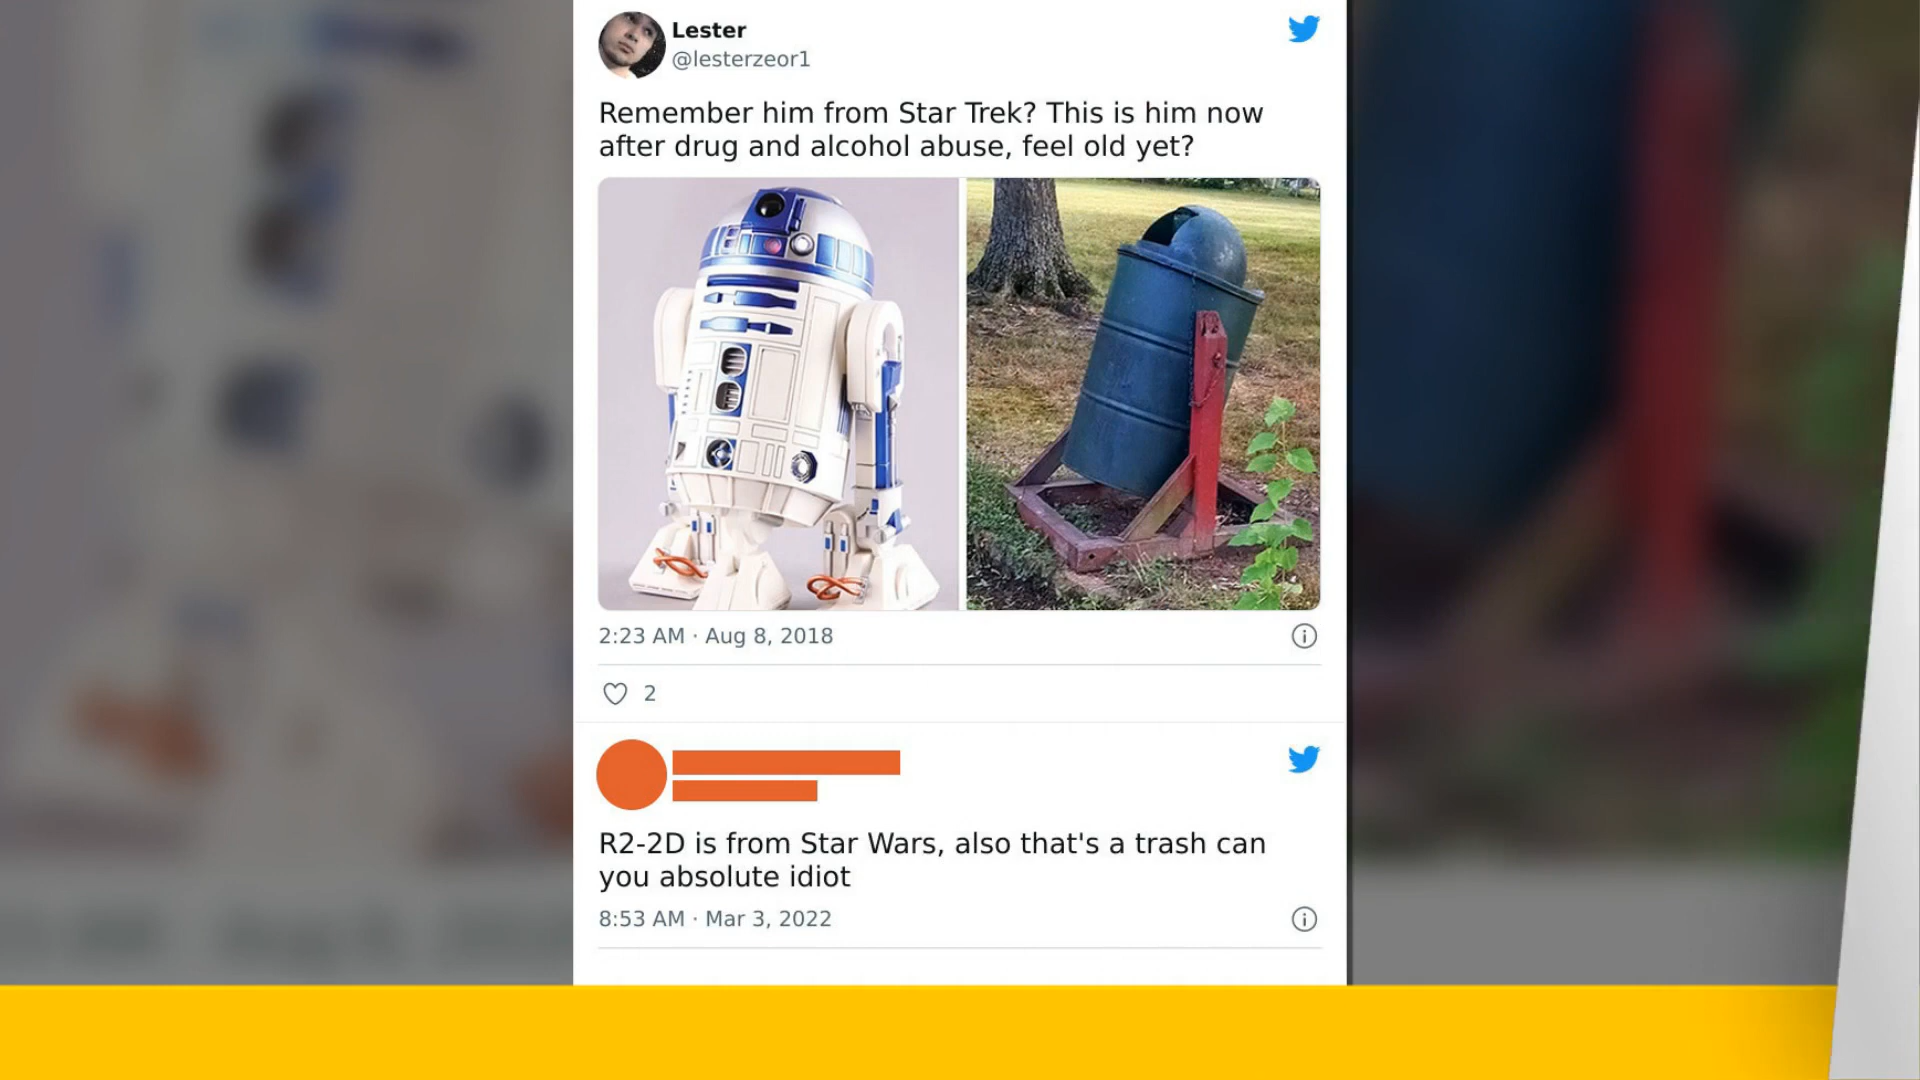 Lester
@lesterzeor1
Remember him from Star Trek? This is him now
after drug and alcohol abuse, feel old yet?
2:23 AM · Aug 8, 2018
2
R2-2D is from Star Wars, also that's a trash can
you absolute idiot
8:53 AM · Mar 3, 2022